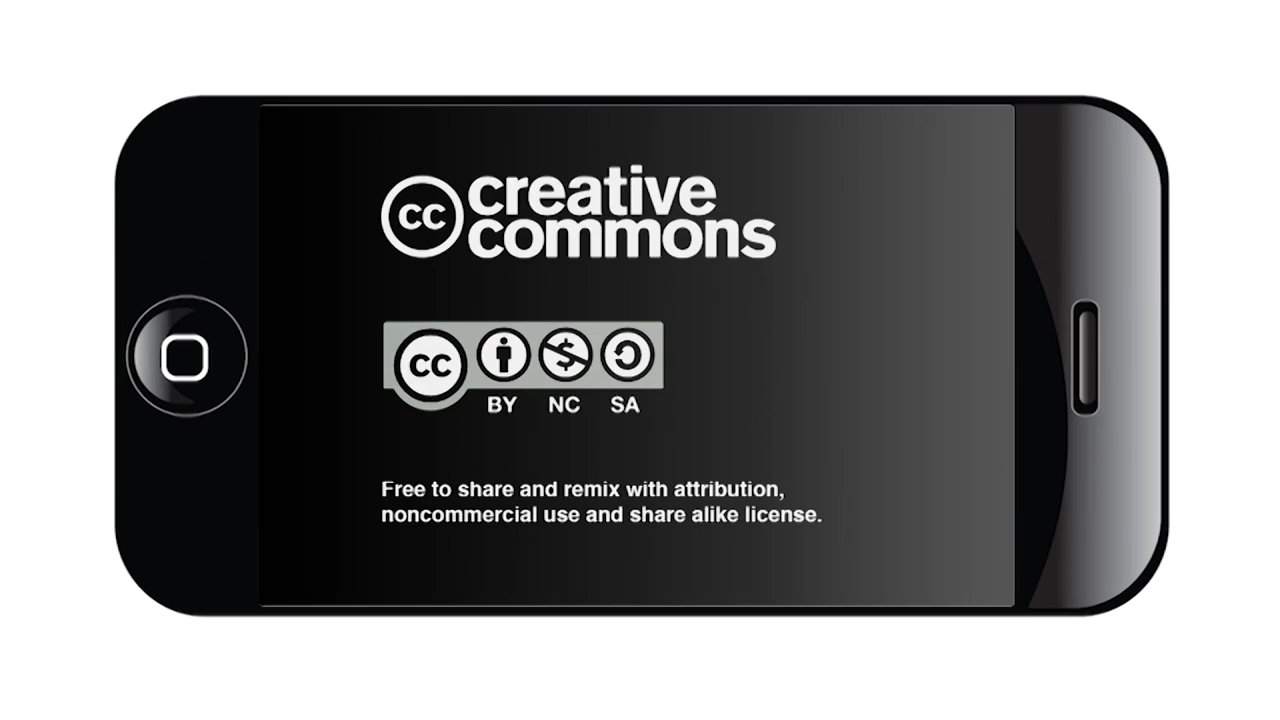 cc creative
commons
cc
BY NC SA
Free to share and remix with attribution,
noncommercial use and share alike license.